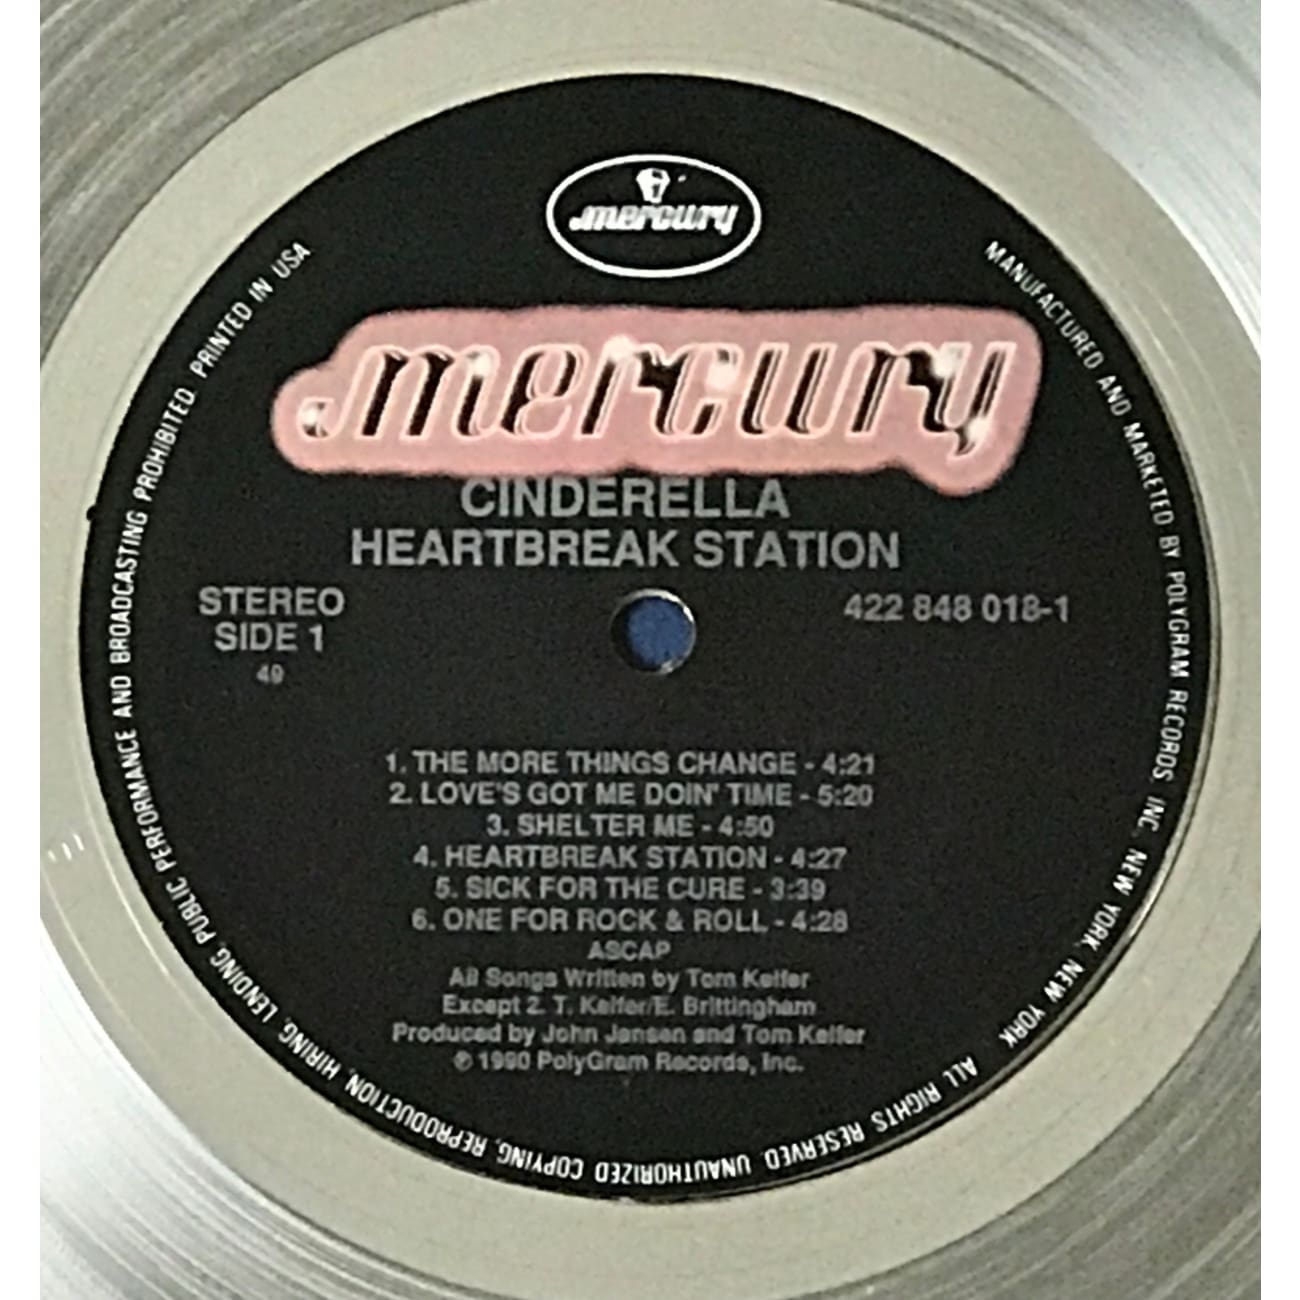 mercury
mercury
CINDERELLA
HEARTBREAK STATION
STEREO
SIDE 1
49
422 848 018-1
1. THE MORE THINGS CHANGE - 4:21
2. LOVE'S GOT ME DOIN' TIME - 5:20
3. SHELTER ME - 4:50
4. HEARTBREAK STATION - 4:27
5. SICK FOR THE CURE - 3:39
6. ONE FOR ROCK & ROLL - 4:28
ASCAP
All Songs Written by Tom Keifer
Except 2. T. Keifer/E. Brittingham
Produced by John Jansen and Tom Keifer
℗ 1990 PolyGram Records, Inc.
MANUFACTURED AND MARKETED BY POLYGRAM RECORDS, INC., NEW YORK, NEW YORK ALL RIGHTS RESERVED. UNAUTHORIZED COPYING, REPRODUCTION, HIRING, LENDING, PUBLIC PERFORMANCE AND BROADCASTING PROHIBITED. PRINTED IN USA